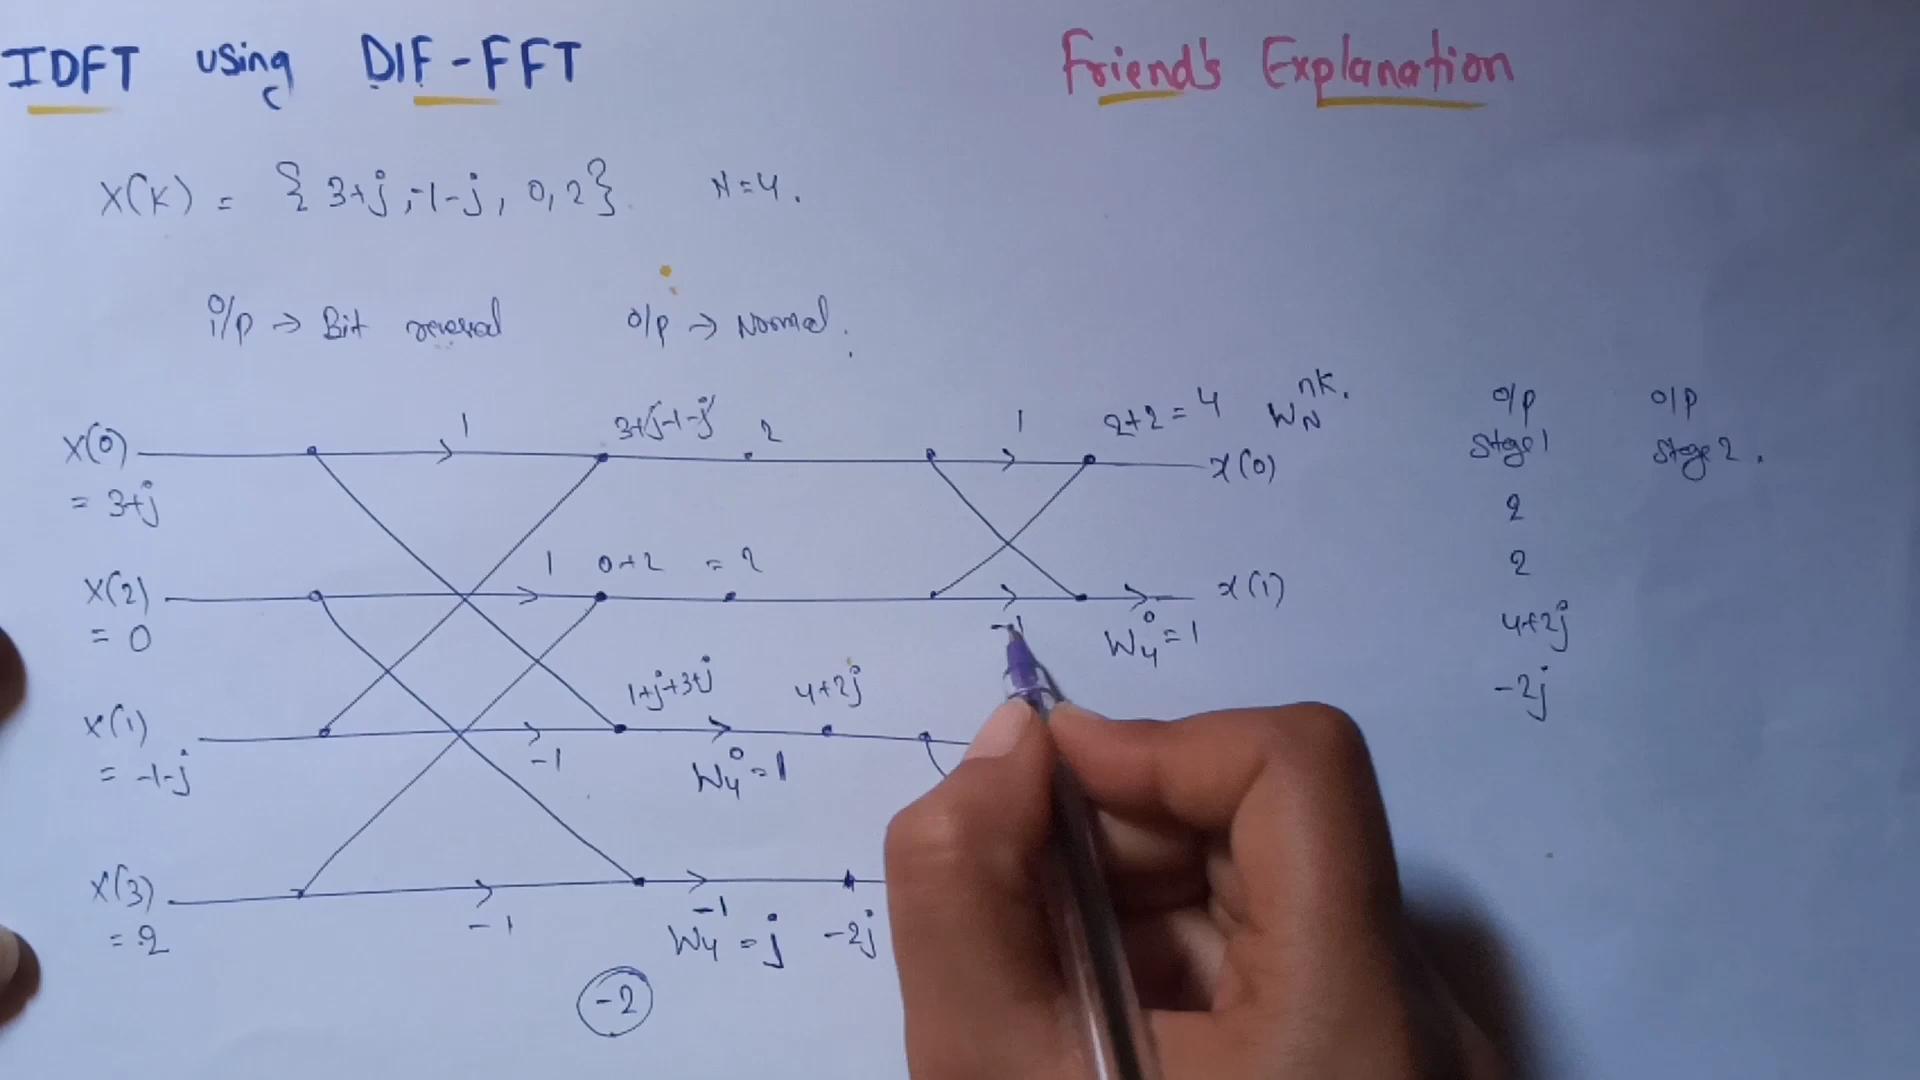 IDFT using DIF-FFT
Friend's Explanation
X(K) = { 3+j, -1-j, 0, 2} N=4.
i/p → Bit reversal o/p → Normal.
X(0) 1 3+j-1-j 2 1 2+2=4 W_N^nk.
= 3+j x(0)
X(2) 1 0+2 = 2 x(1)
= 0 -1 W_4^0=1
X(1) 1+j+3+j 4+2j
= -1-j -1 W_4^0=1
X(3)
= 2 -1 W_4^-1=j -2j
-2
o/p o/p
stage1 stage2.
2
2
4+2j
-2j